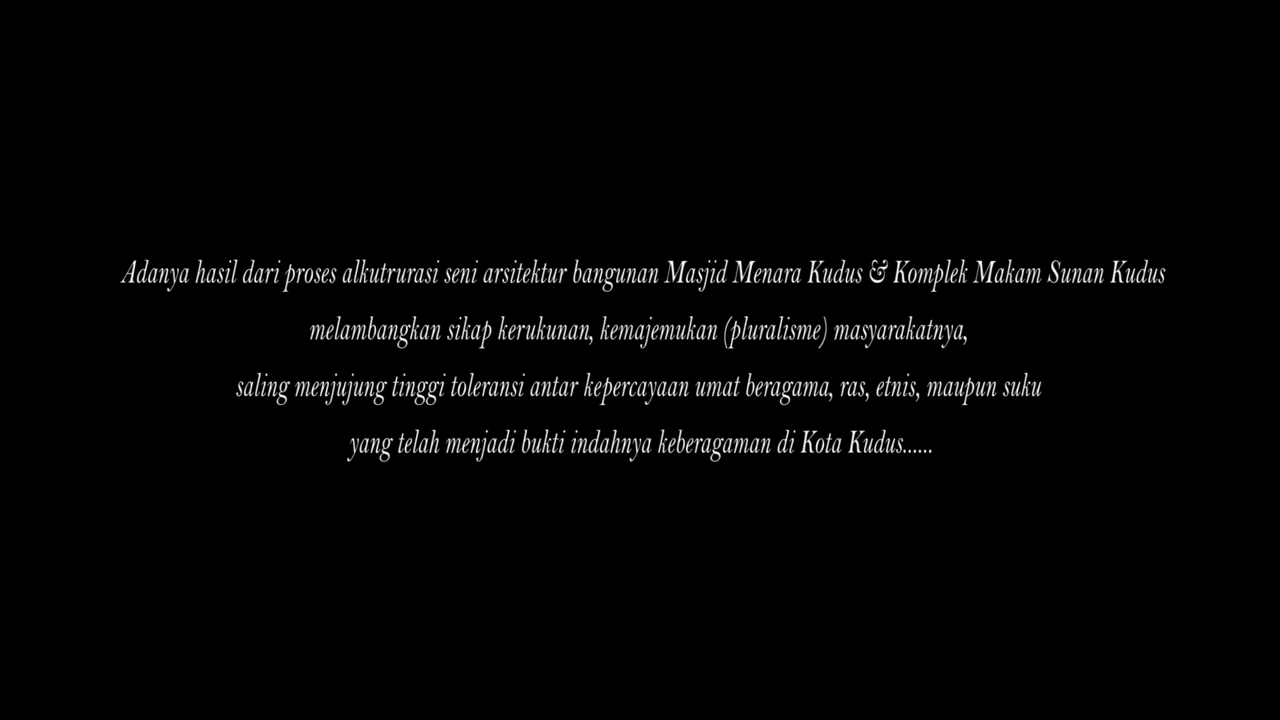 Adanya hasil dari proses alkutrurasi seni arsitektur bangunan Masjid Menara Kudus & Komplek Makam Sunan Kudus
melambangkan sikap kerukunan, kemajemukan (pluralisme) masyarakatnya,
saling menjujung tinggi toleransi antar kepercayaan umat beragama, ras, etnis, maupun suku
yang telah menjadi bukti indahnya keberagaman di Kota Kudus......